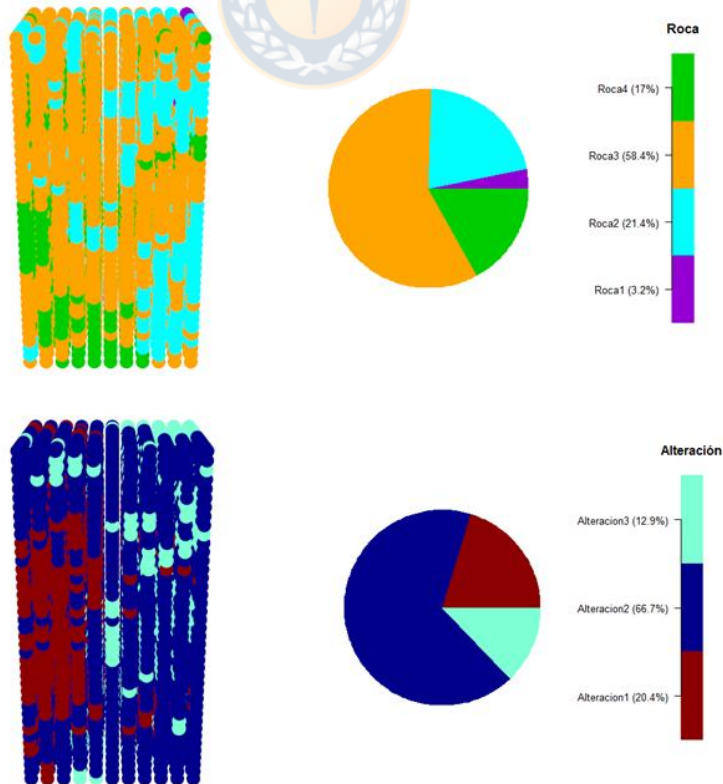 Roca
Roca4 (17%)
Roca3 (58.4%)
Roca2 (21.4%)
Roca1 (3.2%)
Alteración
Alteracion3 (12.9%)
Alteracion2 (66.7%)
Alteracion1 (20.4%)